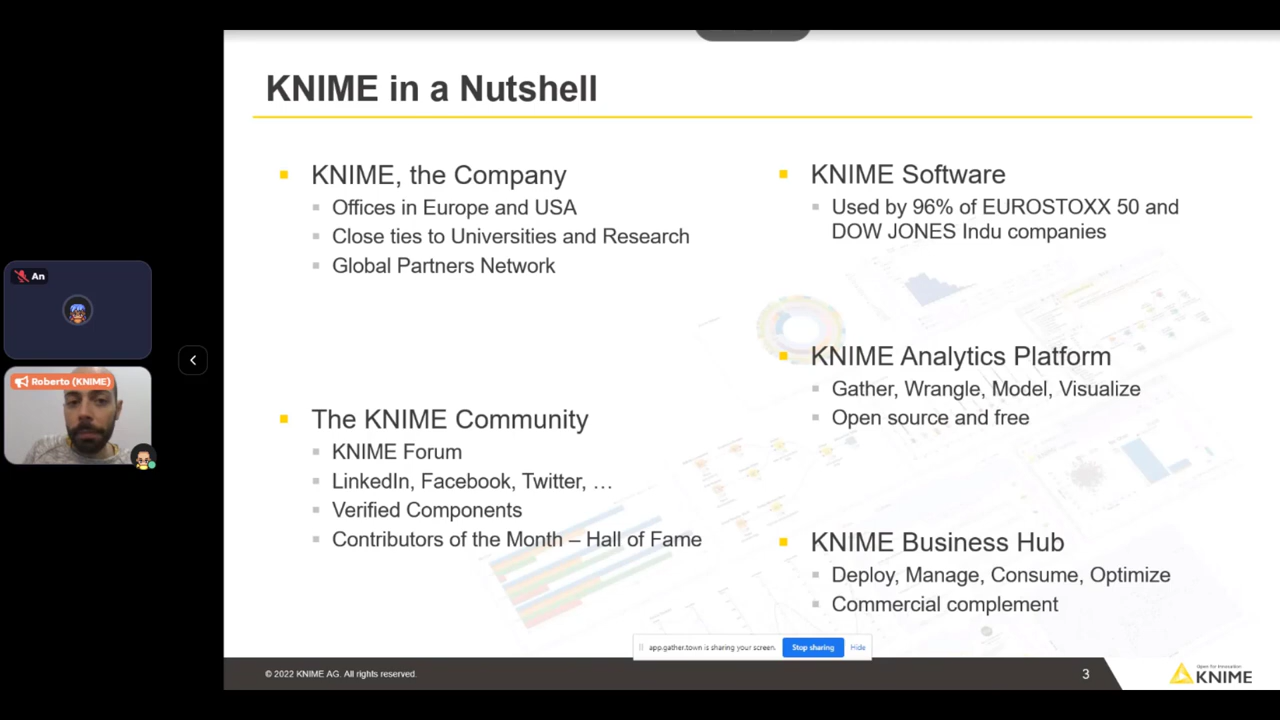 KNIME in a Nutshell
KNIME, the Company
Offices in Europe and USA
Close ties to Universities and Research
Global Partners Network
The KNIME Community
KNIME Forum
LinkedIn, Facebook, Twitter, …
Verified Components
Contributors of the Month – Hall of Fame
KNIME Software
Used by 96% of EUROSTOXX 50 and
DOW JONES Indu companies
KNIME Analytics Platform
Gather, Wrangle, Model, Visualize
Open source and free
KNIME Business Hub
Deploy, Manage, Consume, Optimize
Commercial complement
An
Roberto (KNIME)
app.gather.town is sharing your screen.
Stop sharing
Hide
© 2022 KNIME AG. All rights reserved.
3
Open for Innovation
KNIME